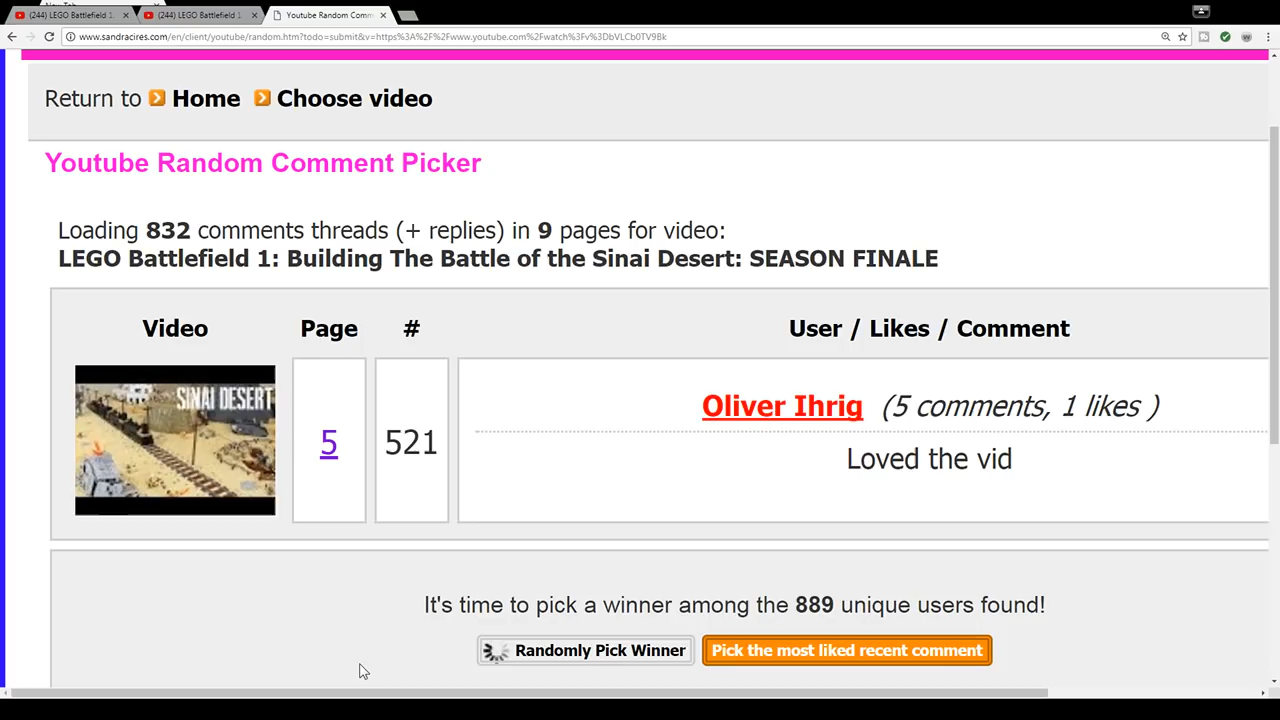 New Tab
(244) LEGO Battlefield 1:
(244) LEGO Battlefield 1:
Youtube Random Comm
www.sandracires.com/en/client/youtube/random.htm?todo=submit&v=https%3A%2F%2Fwww.youtube.com%2Fwatch%3Fv%3DbVLCb0TV9Bk
Return to Home Choose video
Youtube Random Comment Picker
Loading 832 comments threads (+ replies) in 9 pages for video:
LEGO Battlefield 1: Building The Battle of the Sinai Desert: SEASON FINALE
Video Page # User / Likes / Comment
SINAI DESERT
5 521
Oliver Ihrig (5 comments, 1 likes )
Loved the vid
It's time to pick a winner among the 889 unique users found!
Randomly Pick Winner Pick the most liked recent comment